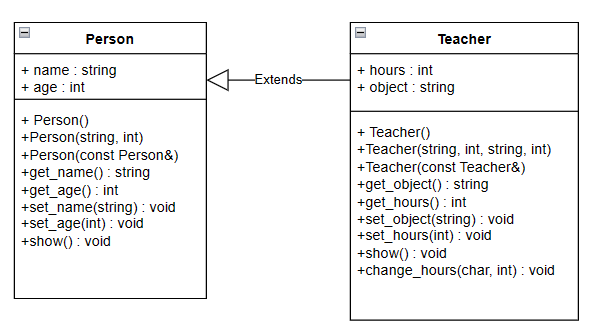 Person
+ name : string
+ age : int
+ Person()
+Person(string, int)
+Person(const Person&)
+get_name() : string
+get_age() : int
+set_name(string) : void
+set_age(int) : void
+show() : void
Extends
Teacher
+ hours : int
+ object : string
+ Teacher()
+Teacher(string, int, string, int)
+Teacher(const Teacher&)
+get_object() : string
+get_hours() : int
+set_object(string) : void
+set_hours(int) : void
+show() : void
+change_hours(char, int) : void